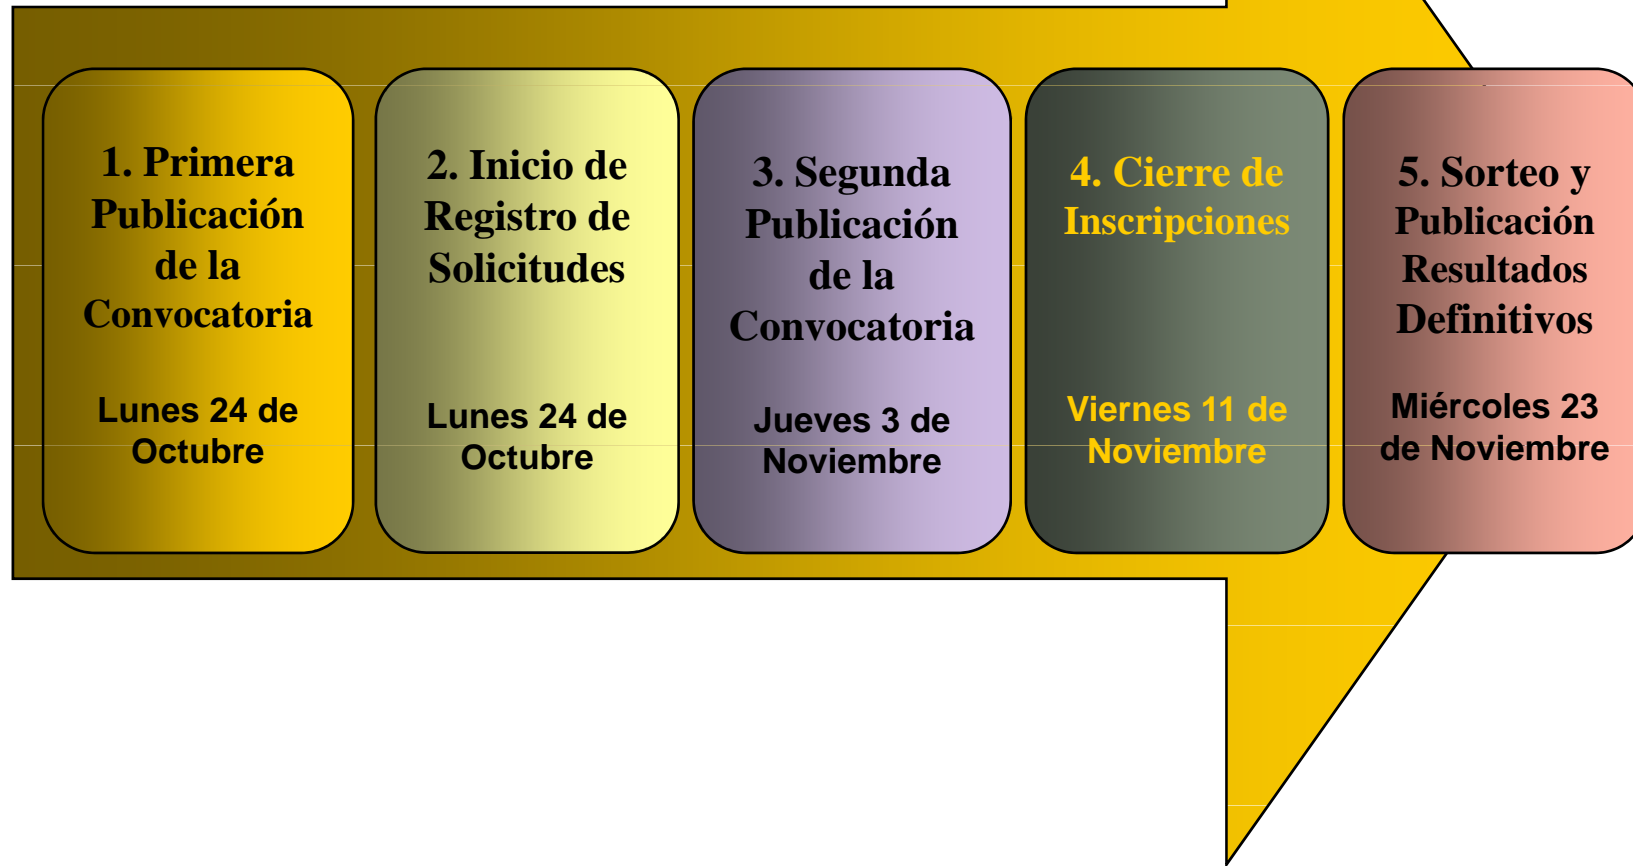 1. Primera
Publicación
de la
Convocatoria
Lunes 24 de
Octubre
2. Inicio de
Registro de
Solicitudes
Lunes 24 de
Octubre
3. Segunda
Publicación
de la
Convocatoria
Jueves 3 de
Noviembre
4. Cierre de
Inscripciones
Viernes 11 de
Noviembre
5. Sorteo y
Publicación
Resultados
Definitivos
Miércoles 23
de Noviembre